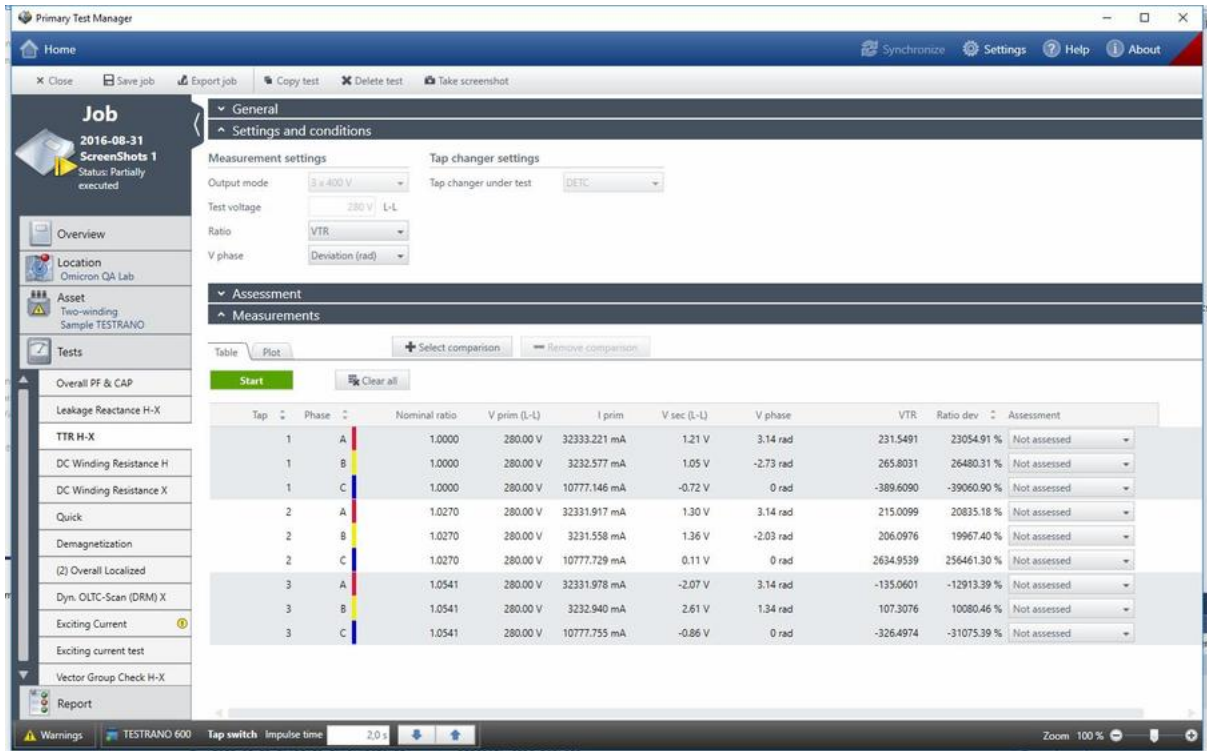 Primary Test Manager
Home Synchronize Settings Help About
Close Save job Export job Copy test Delete test Take screenshot
Job
2016-08-31
ScreenShots 1
Status: Partially
executed
Overview
Location
Omicron QA Lab
Asset
Two-winding
Sample TESTRANO
Tests
Overall PF & CAP
Leakage Reactance H-X
TTR H-X
DC Winding Resistance H
DC Winding Resistance X
Quick
Demagnetization
(2) Overall Localized
Dyn. OLTC-Scan (DRM) X
Exciting Current
Exciting current test
Vector Group Check H-X
Report
General
Settings and conditions
Measurement settings Tap changer settings
Output mode 3 x 400 V Tap changer under test DETC
Test voltage 280 V L-L
Ratio VTR
V phase Deviation (rad)
Assessment
Measurements
Table Plot Select comparison Remove comparison
Start Clear all
Tap Phase Nominal ratio V prim (L-L) I prim V sec (L-L) V phase VTR Ratio dev Assessment
1 A 1.0000 280.00 V 32333.221 mA 1.21 V 3.14 rad 231.5491 23054.91 % Not assessed
1 B 1.0000 280.00 V 3232.577 mA 1.05 V -2.73 rad 265.8031 26480.31 % Not assessed
1 C 1.0000 280.00 V 10777.146 mA -0.72 V 0 rad -389.6090 -39060.90 % Not assessed
2 A 1.0270 280.00 V 32331.917 mA 1.30 V 3.14 rad 215.0099 20835.18 % Not assessed
2 B 1.0270 280.00 V 3231.558 mA 1.36 V -2.03 rad 206.0976 19967.40 % Not assessed
2 C 1.0270 280.00 V 10777.729 mA 0.11 V 0 rad 2634.9539 256461.30 % Not assessed
3 A 1.0541 280.00 V 32331.978 mA -2.07 V 3.14 rad -135.0601 -12913.39 % Not assessed
3 B 1.0541 280.00 V 3232.940 mA 2.61 V 1.34 rad 107.3076 10080.46 % Not assessed
3 C 1.0541 280.00 V 10777.755 mA -0.86 V 0 rad -326.4974 -31075.39 % Not assessed
Warnings TESTRANO 600 Tap switch Impulse time 2,0 s Zoom 100 %